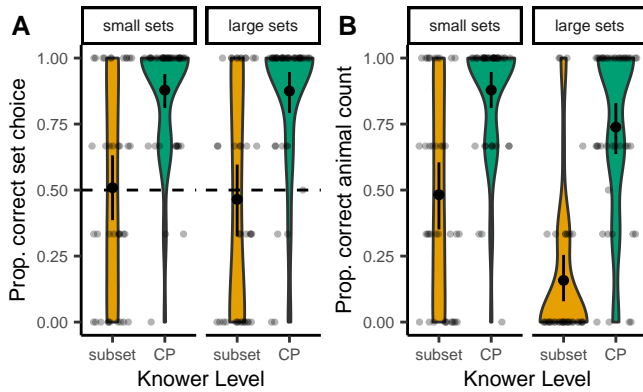 A
small sets
large sets
Prop. correct set choice
1.00
0.75
0.50
0.25
0.00
subset
CP
subset
CP
Knower Level
B
small sets
large sets
Prop. correct animal count
1.00
0.75
0.50
0.25
0.00
subset
CP
subset
CP
Knower Level